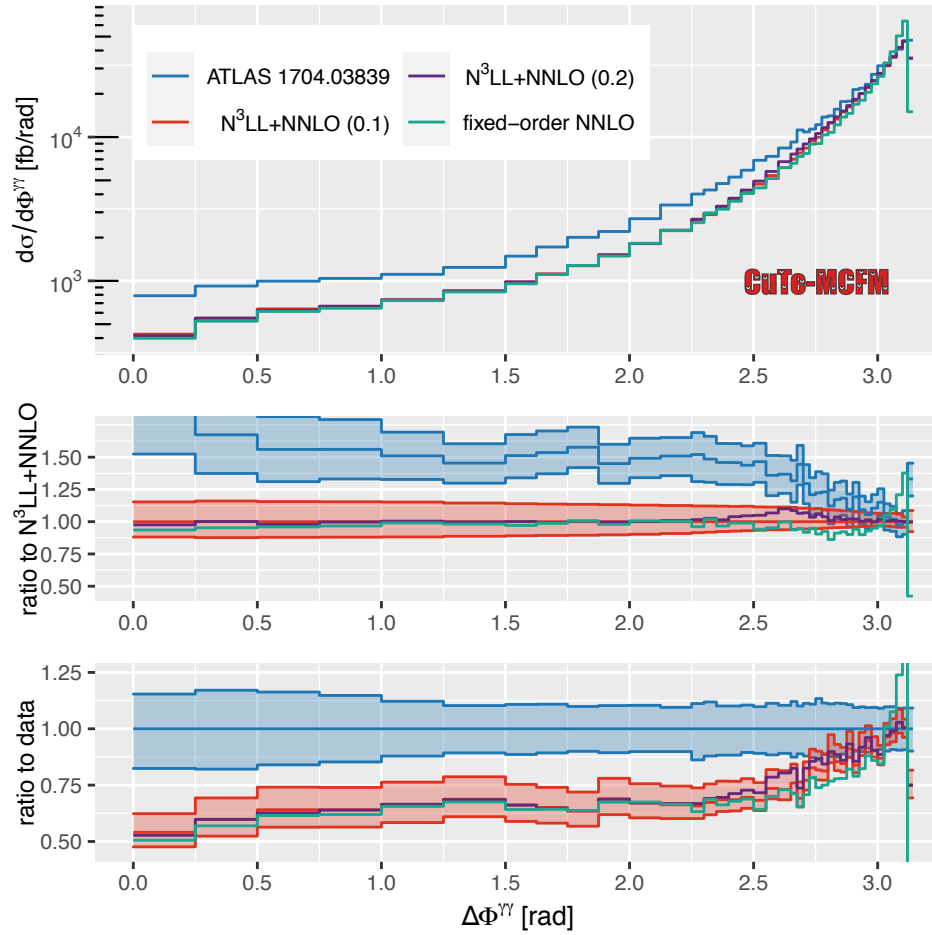 dσ/dΦ^γγ [fb/rad]
10^4
10^3
ATLAS 1704.03839
N³LL+NNLO (0.1)
N³LL+NNLO (0.2)
fixed−order NNLO
CuTe-MCFM
0.0 0.5 1.0 1.5 2.0 2.5 3.0
ratio to N³LL+NNLO
1.50
1.25
1.00
0.75
0.50
0.0 0.5 1.0 1.5 2.0 2.5 3.0
ratio to data
1.25
1.00
0.75
0.50
0.0 0.5 1.0 1.5 2.0 2.5 3.0
ΔΦ^γγ [rad]